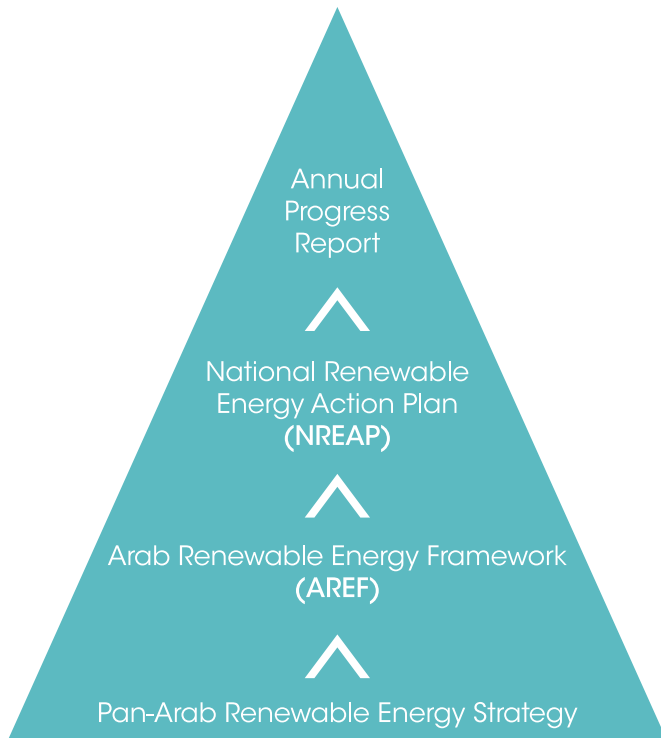 Annual
Progress
Report
National Renewable
Energy Action Plan
(NREAP)
Arab Renewable Energy Framework
(AREF)
Pan-Arab Renewable Energy Strategy